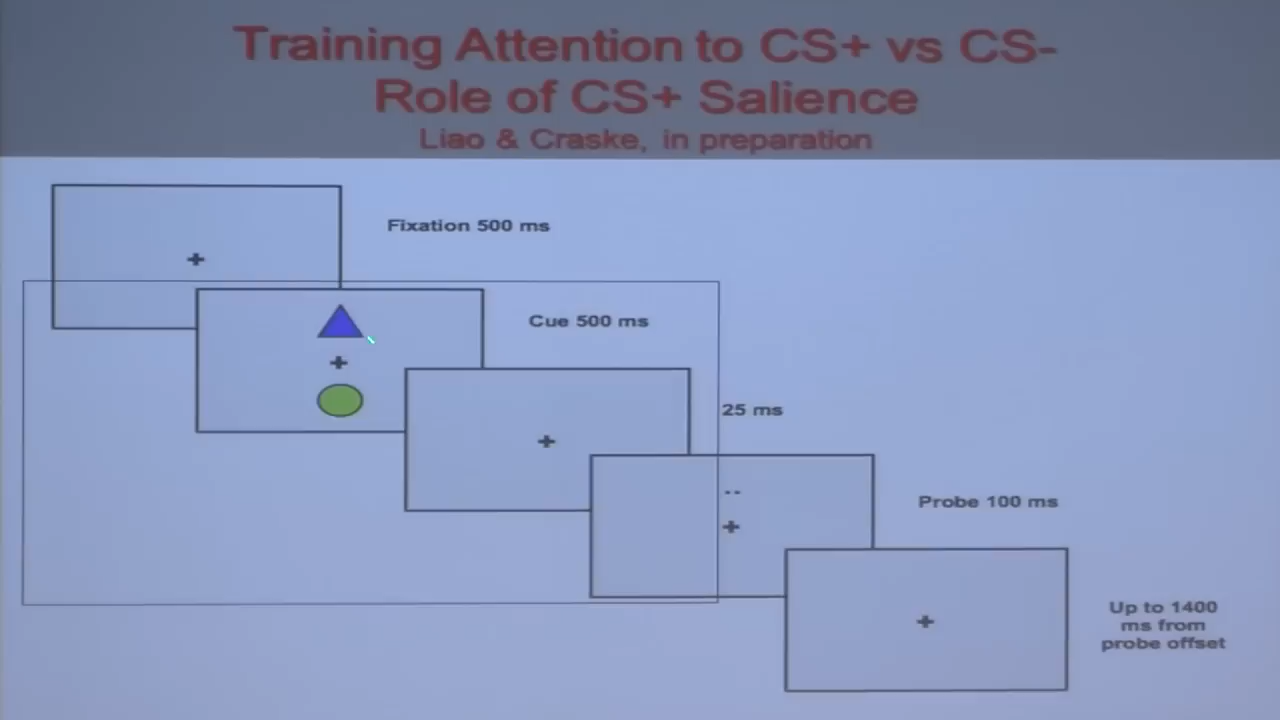 Training Attention to CS+ vs CS-
Role of CS+ Salience
Liao & Craske, in preparation
Fixation 500 ms
+
Cue 500 ms
+
25 ms
+
--
Probe 100 ms
+
+
Up to 1400
ms from
probe offset